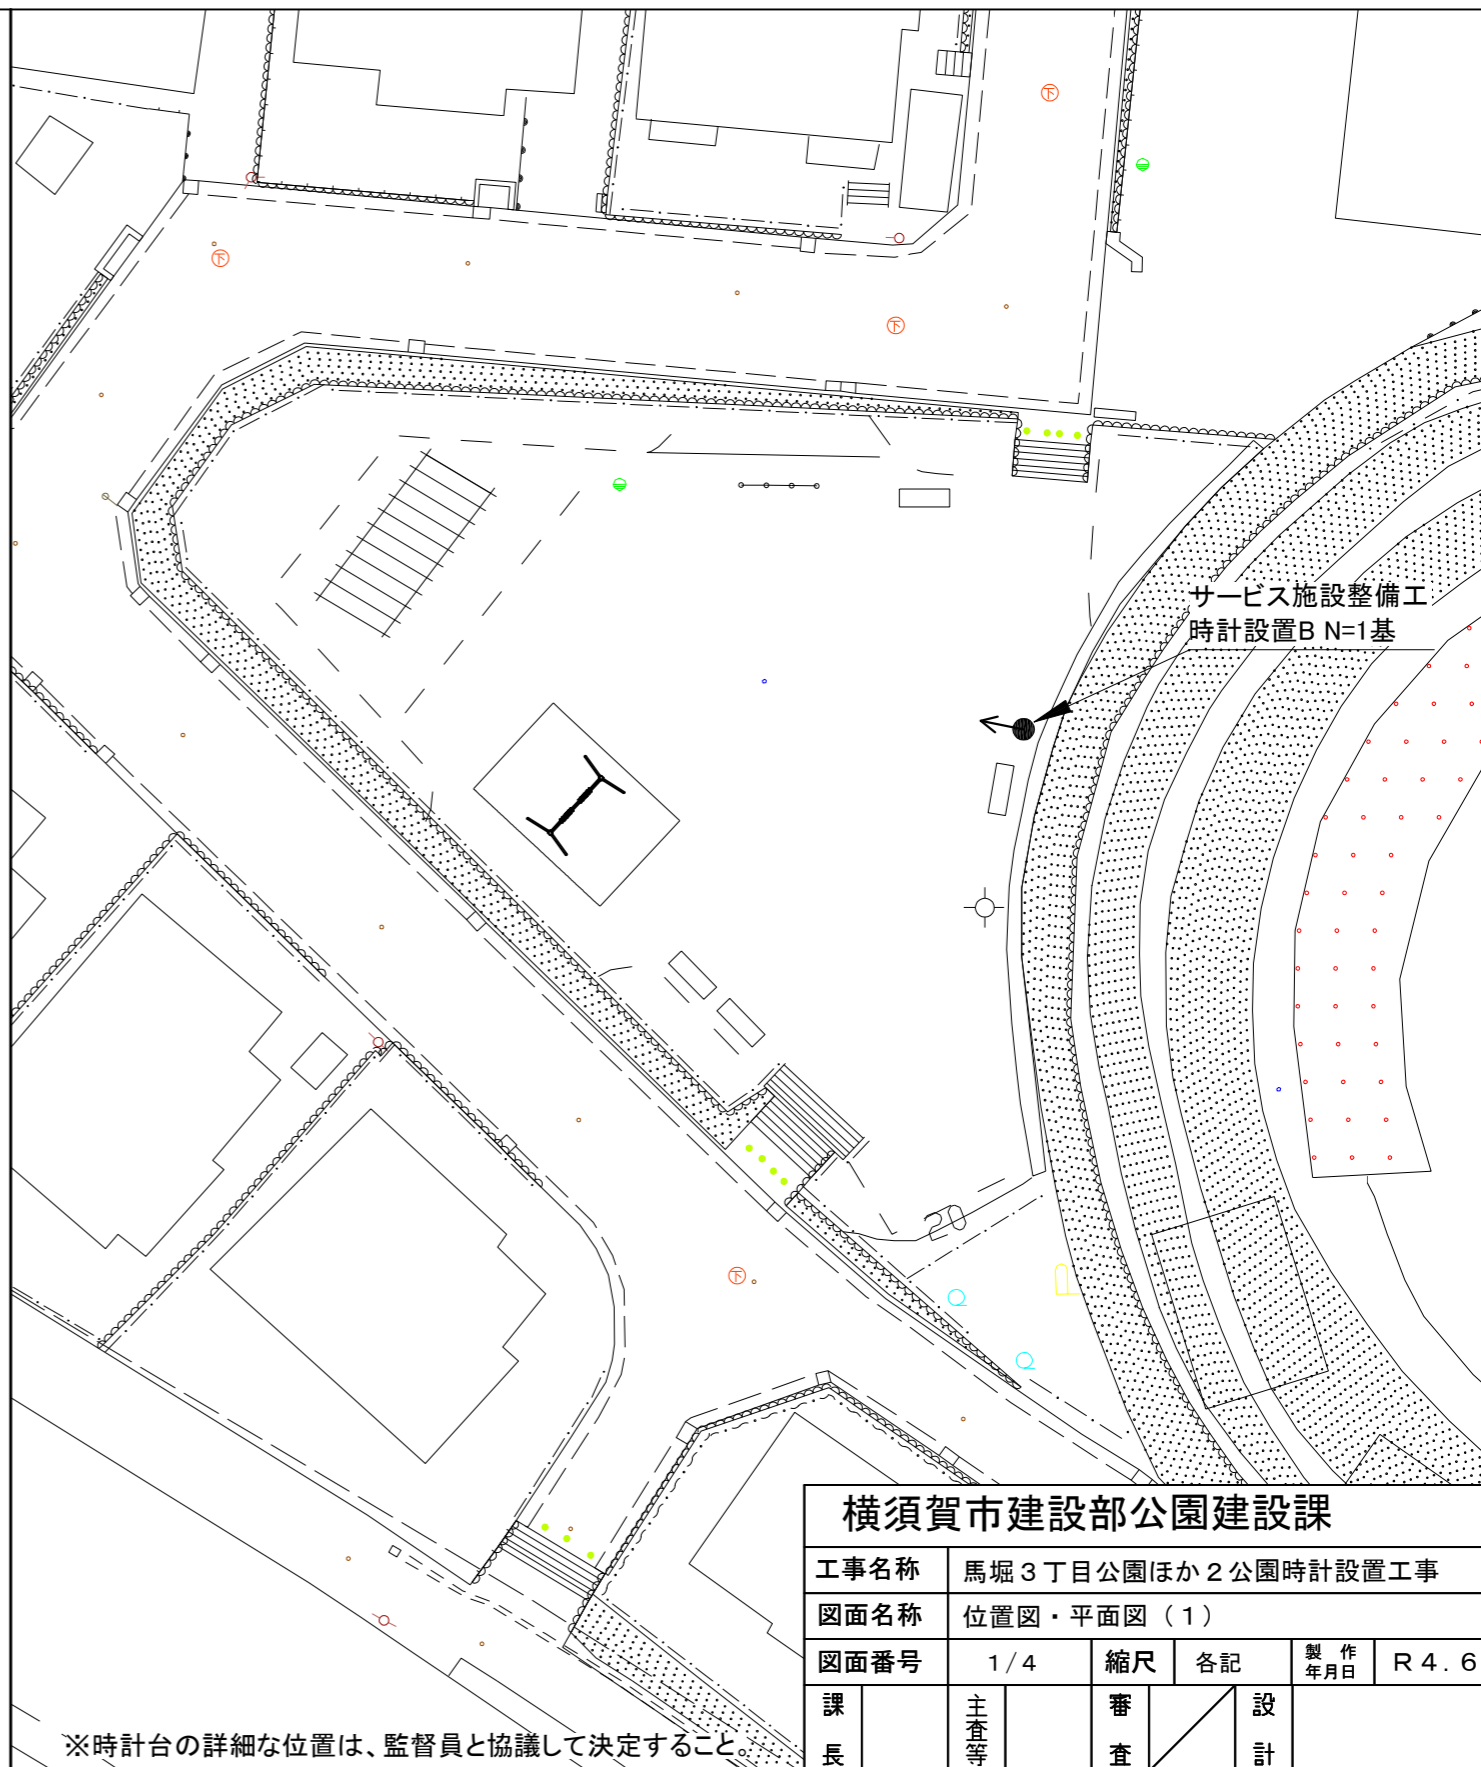 下
下
下
サービス施設整備工
時計設置B N=1基
下
横須賀市建設部公園建設課
工事名称 馬堀３丁目公園ほか２公園時計設置工事
図面名称 位置図・平面図（１）
図面番号 1/4 縮尺 各記 製作年月日 R４.６
課長 主査等 審査 設計
※時計台の詳細な位置は、監督員と協議して決定すること。